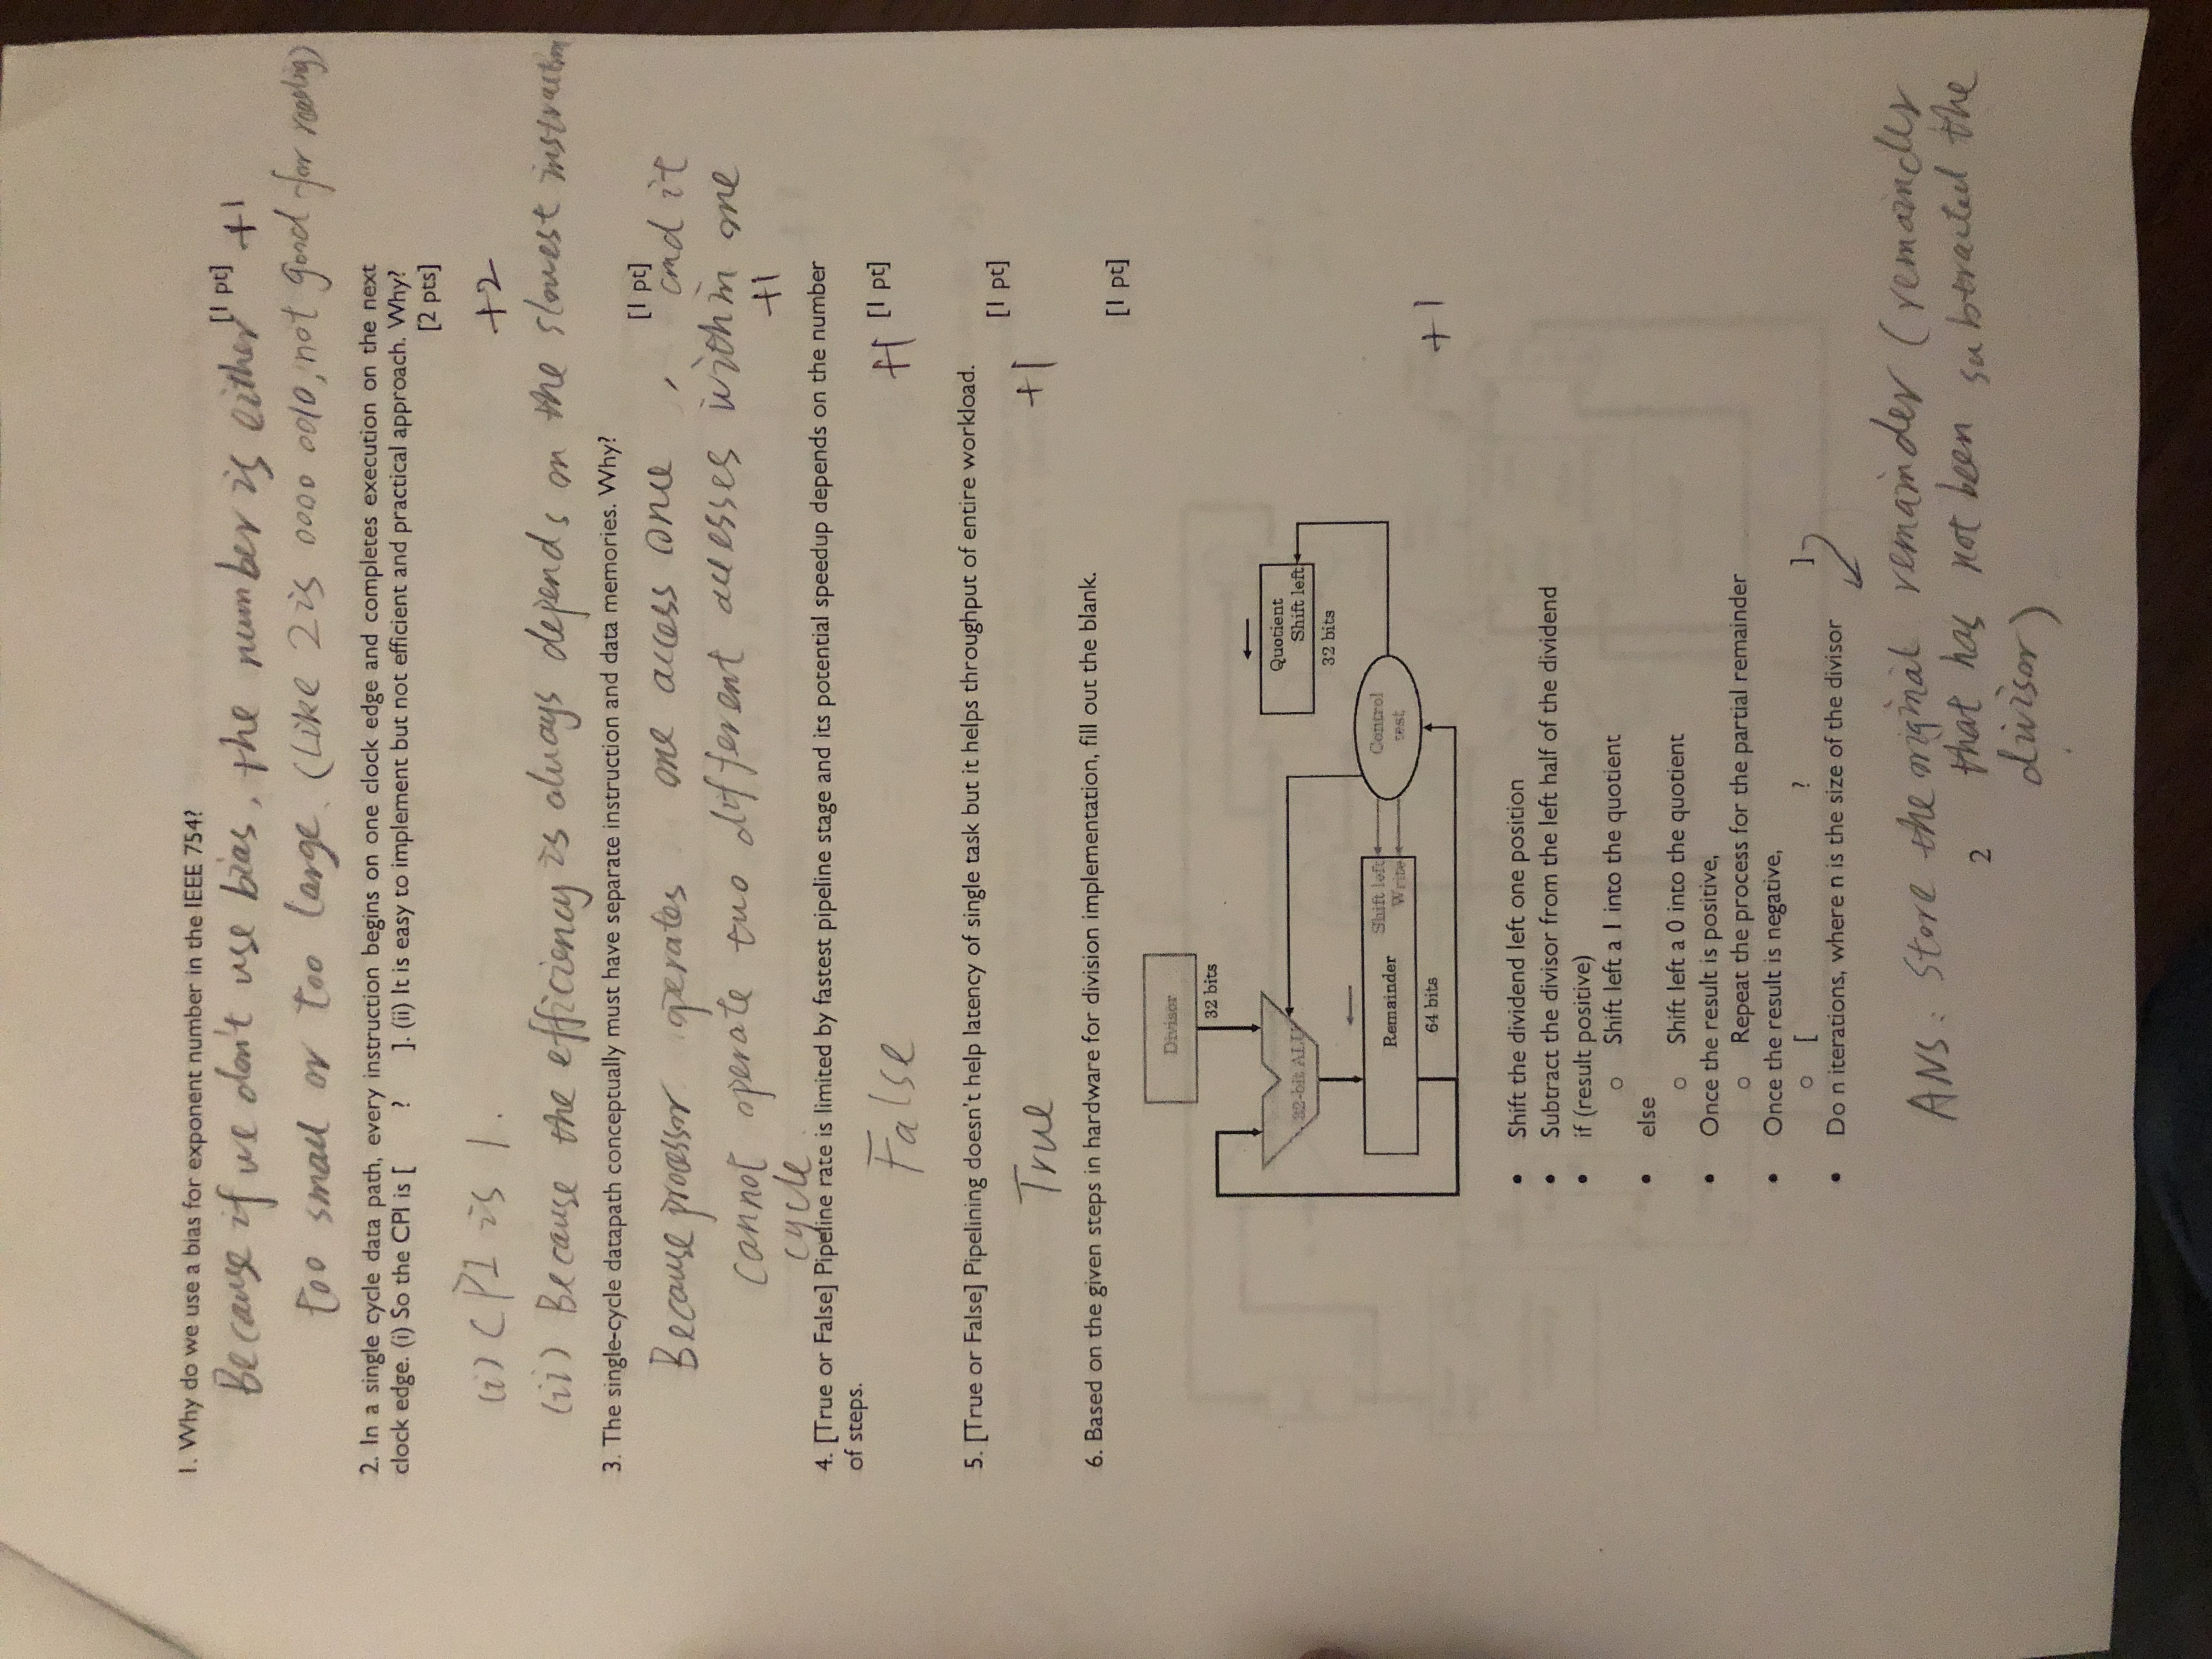 1. Why do we use a bias for exponent number in the IEEE 754?
[1 pt] +1
Because if we don't use bias, the number is either
too small or too large. (Like 2 is 0000 0010, not good for reading)
2. In a single cycle data path, every instruction begins on one clock edge and completes execution on the next
clock edge. (i) So the CPI is [ ? ]. (ii) It is easy to implement but not efficient and practical approach. Why?
[2 pts]
(i) CPI is 1.
+2
(ii) Because the efficiency is always depends on the slowest instruction
3. The single-cycle datapath conceptually must have separate instruction and data memories. Why?
[1 pt]
Because processor operates one access once, and it
cannot operate two different accesses within one
+1
cycle
4. [True or False] Pipeline rate is limited by fastest pipeline stage and its potential speedup depends on the number
of steps.
False
+1 [1 pt]
5. [True or False] Pipelining doesn't help latency of single task but it helps throughput of entire workload.
[1 pt]
True
+1
6. Based on the given steps in hardware for division implementation, fill out the blank.
[1 pt]
Divisor
32 bits
32-bit ALU
Quotient
Shift left
32 bits
Remainder
Shift left
Write
64 bits
Control
test
+1
• Shift the dividend left one position
• Subtract the divisor from the left half of the dividend
• if (result positive)
o Shift left a 1 into the quotient
• else
o Shift left a 0 into the quotient
• Once the result is positive,
o Repeat the process for the partial remainder
• Once the result is negative,
o [ ? ]
• Do n iterations, where n is the size of the divisor
ANS: Store the original remainder (remainder
that has not been subtracted the
divisor)
2